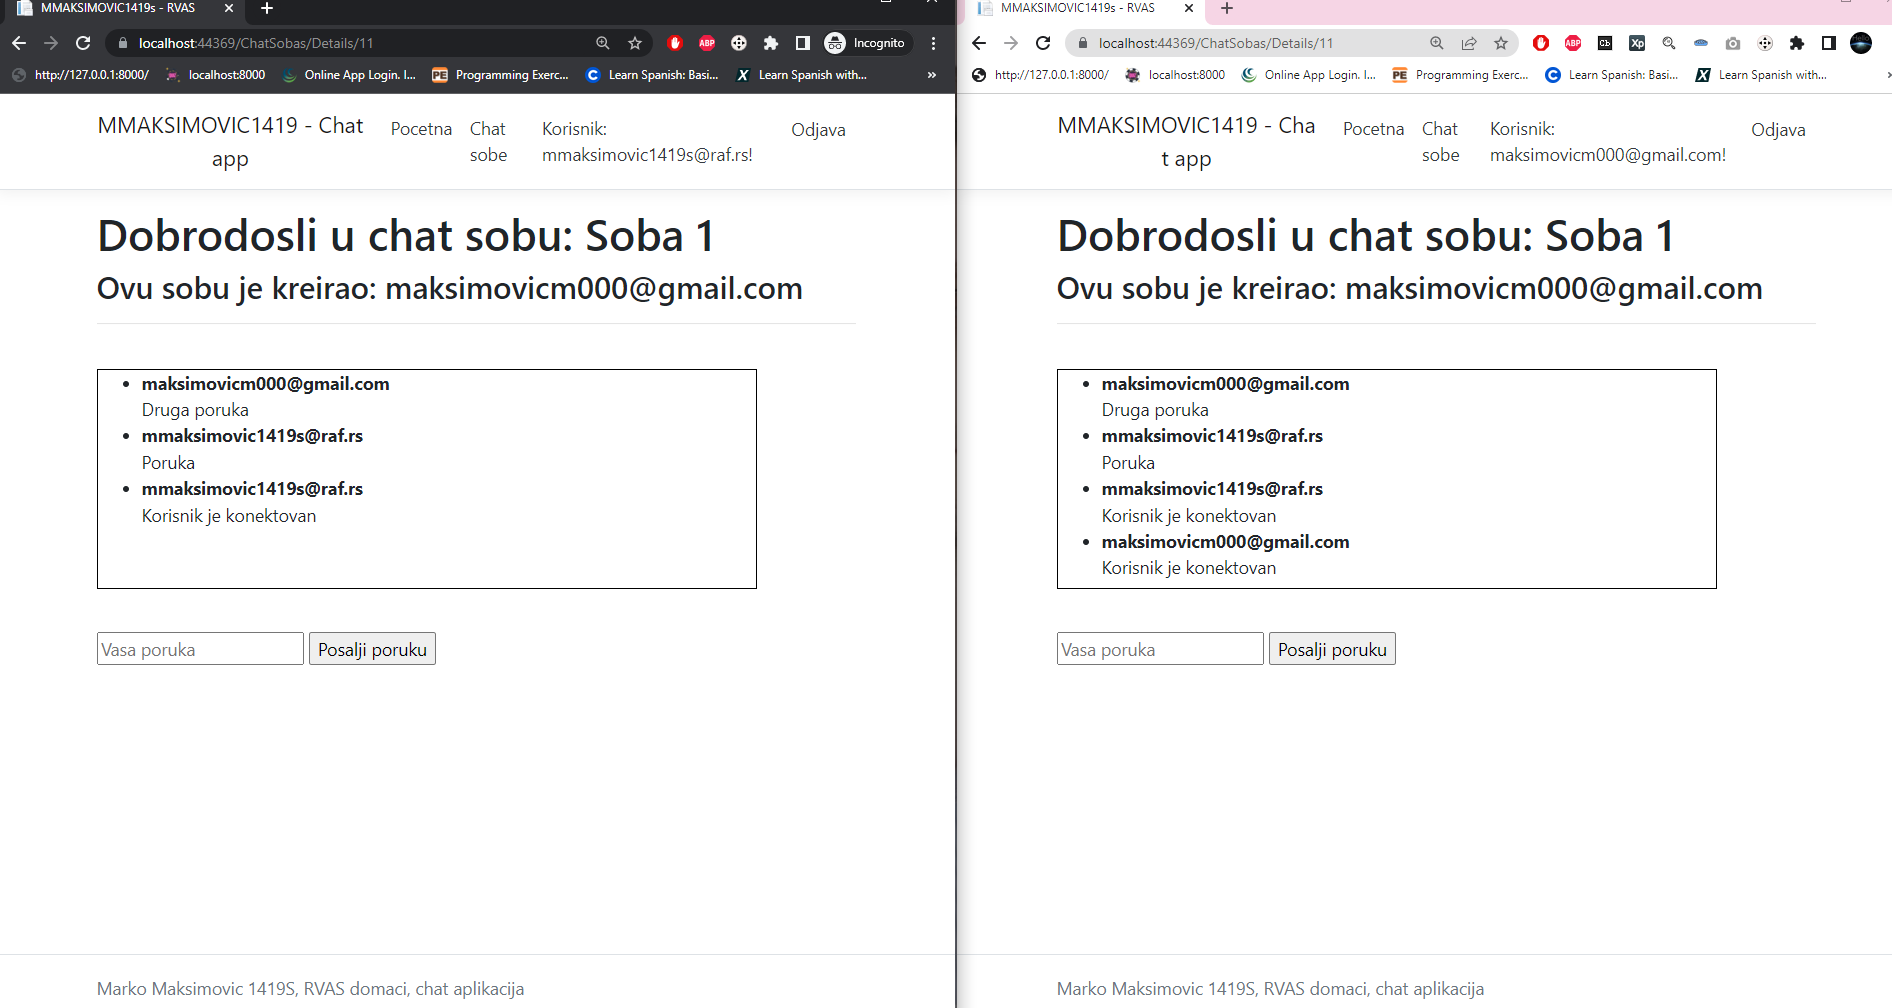 MMAKSIMOVIC1419s - RVAS
localhost:44369/ChatSobas/Details/11
ABP
Incognito
http://127.0.0.1:8000/
localhost:8000
Online App Login. I...
PE Programming Exerc...
C Learn Spanish: Basi...
X Learn Spanish with...
»
MMAKSIMOVIC1419 - Chat
app
Pocetna
Chat
sobe
Korisnik:
mmaksimovic1419s@raf.rs!
Odjava
Dobrodosli u chat sobu: Soba 1
Ovu sobu je kreirao: maksimovicm000@gmail.com
maksimovicm000@gmail.com
Druga poruka
mmaksimovic1419s@raf.rs
Poruka
mmaksimovic1419s@raf.rs
Korisnik je konektovan
Vasa poruka
Posalji poruku
Marko Maksimovic 1419S, RVAS domaci, chat aplikacija
MMAKSIMOVIC1419s - RVAS
localhost:44369/ChatSobas/Details/11
ABP
Cb
Xp
http://127.0.0.1:8000/
localhost:8000
Online App Login. I...
PE Programming Exerc...
C Learn Spanish: Basi...
X Learn Spanish with...
MMAKSIMOVIC1419 - Cha
t app
Pocetna
Chat
sobe
Korisnik:
maksimovicm000@gmail.com!
Odjava
Dobrodosli u chat sobu: Soba 1
Ovu sobu je kreirao: maksimovicm000@gmail.com
maksimovicm000@gmail.com
Druga poruka
mmaksimovic1419s@raf.rs
Poruka
mmaksimovic1419s@raf.rs
Korisnik je konektovan
maksimovicm000@gmail.com
Korisnik je konektovan
Vasa poruka
Posalji poruku
Marko Maksimovic 1419S, RVAS domaci, chat aplikacija